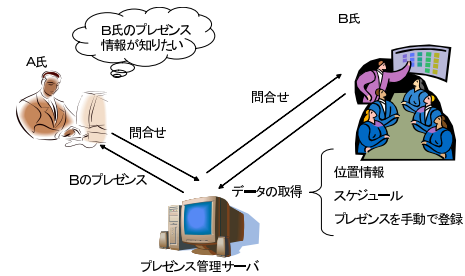 B氏のプレゼンス
情報が知りたい
A氏
B氏
問合せ
問合せ
Bのプレゼンス
データの取得
位置情報
スケジュール
プレゼンスを手動で登録
プレゼンス管理サーバ